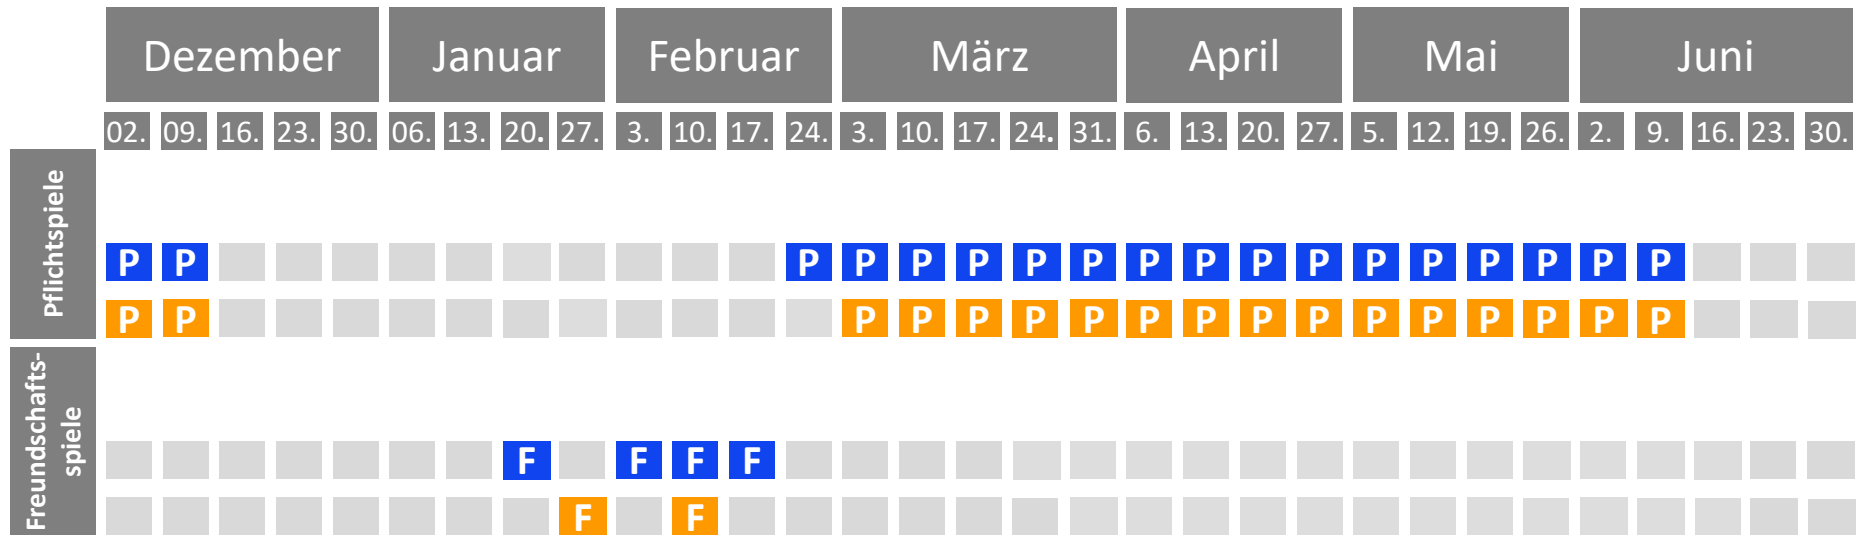 Dezember Januar Februar März April Mai Juni
02. 09. 16. 23. 30. 06. 13. 20. 27. 3. 10. 17. 24. 3. 10. 17. 24. 31. 6. 13. 20. 27. 5. 12. 19. 26. 2. 9. 16. 23. 30.
Pflichtspiele
P P P P P P P P P P P P P P P P P P
P P P P P P P P P P P P P P P P P
Freundschafts-
spiele
F F F F
F F